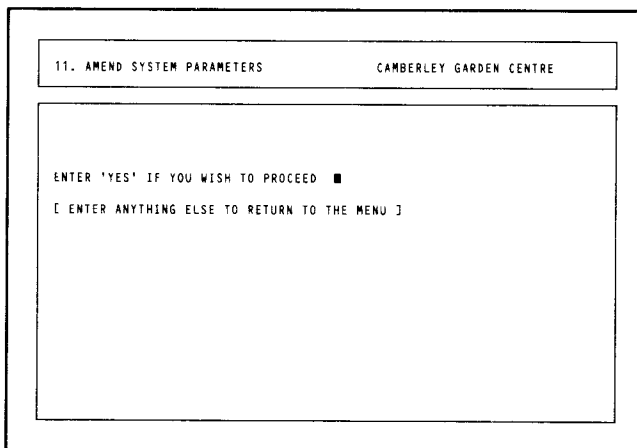 11. AMEND SYSTEM PARAMETERS CAMBERLEY GARDEN CENTRE
ENTER 'YES' IF YOU WISH TO PROCEED
[ ENTER ANYTHING ELSE TO RETURN TO THE MENU ]